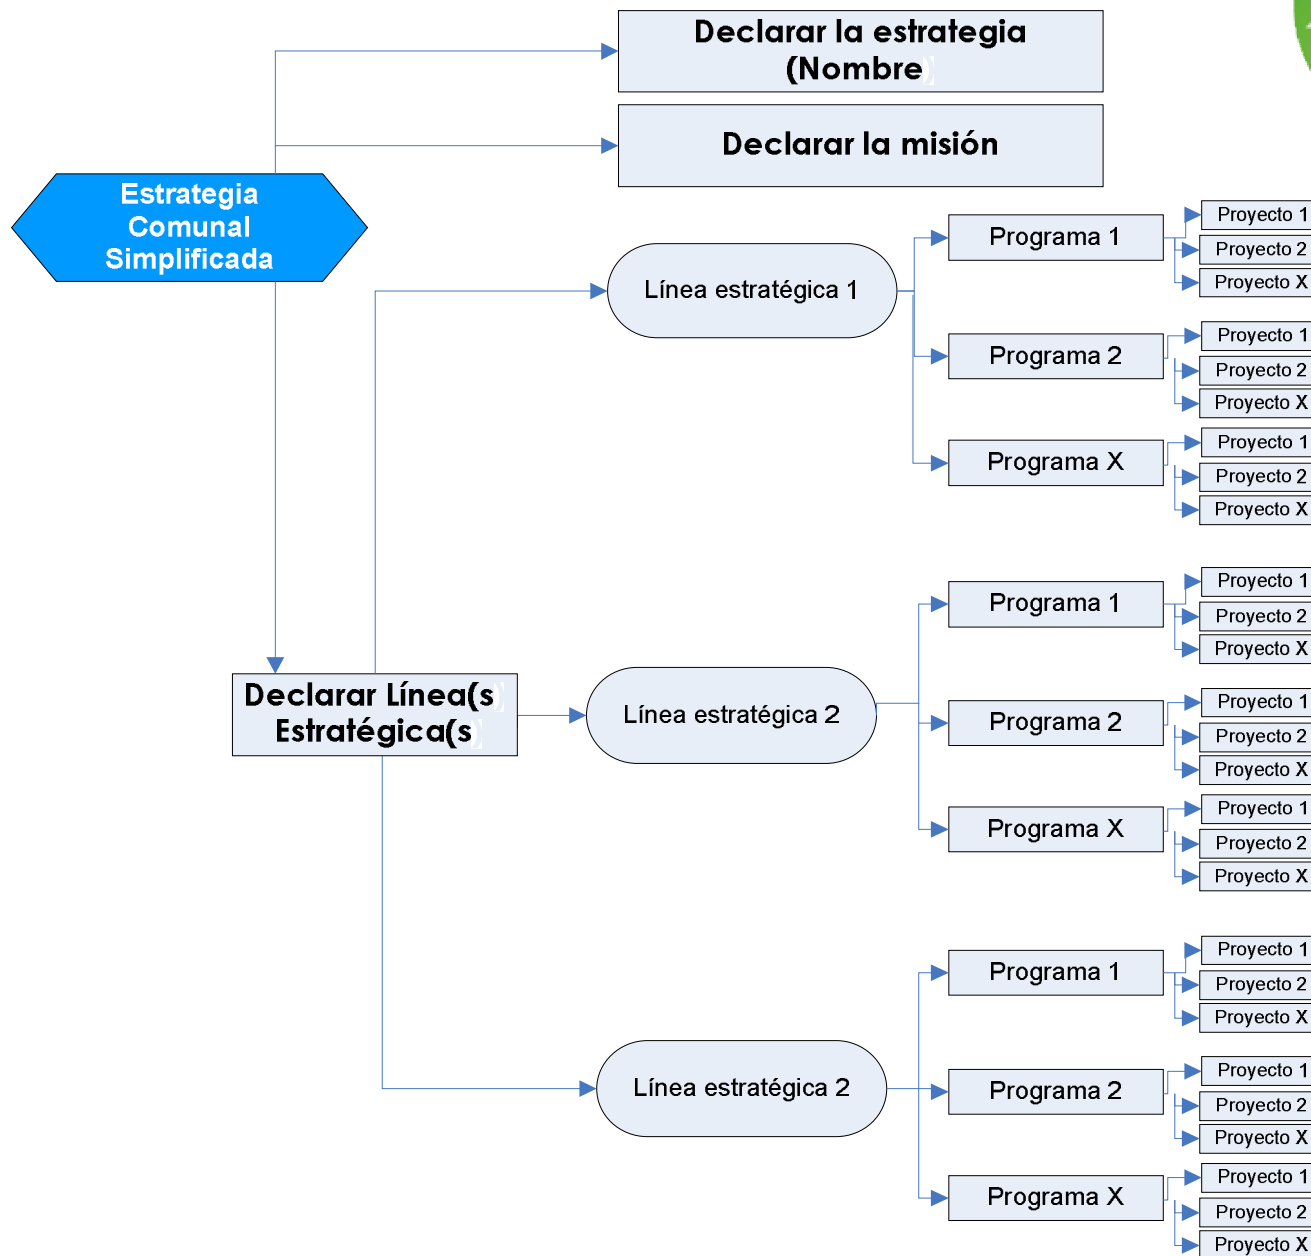 Declarar la estrategia
(Nombre)
Declarar la misión
Estrategia
Comunal
Simplificada
Línea estratégica 1
Programa 1
Proyecto 1
Proyecto 2
Proyecto X
Programa 2
Proyecto 1
Proyecto 2
Proyecto X
Programa X
Proyecto 1
Proyecto 2
Proyecto X
Declarar Línea(s)
Estratégica(s)
Línea estratégica 2
Programa 1
Proyecto 1
Proyecto 2
Proyecto X
Programa 2
Proyecto 1
Proyecto 2
Proyecto X
Programa X
Proyecto 1
Proyecto 2
Proyecto X
Línea estratégica 2
Programa 1
Proyecto 1
Proyecto 2
Proyecto X
Programa 2
Proyecto 1
Proyecto 2
Proyecto X
Programa X
Proyecto 1
Proyecto 2
Proyecto X